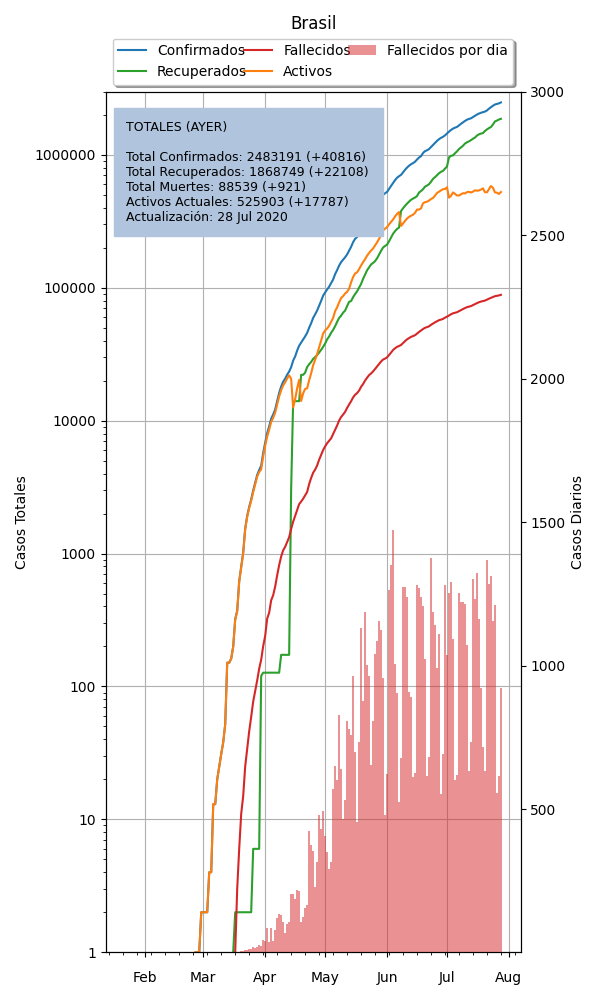 Brasil
Confirmados Fallecidos Fallecidos por dia
Recuperados Activos
TOTALES (AYER)
Total Confirmados: 2483191 (+40816)
Total Recuperados: 1868749 (+22108)
Total Muertes: 88539 (+921)
Activos Actuales: 525903 (+17787)
Actualización: 28 Jul 2020
Casos Totales
1000000
100000
10000
1000
100
10
1
3000
2500
2000
1500
1000
500
Casos Diarios
Feb Mar Apr May Jun Jul Aug